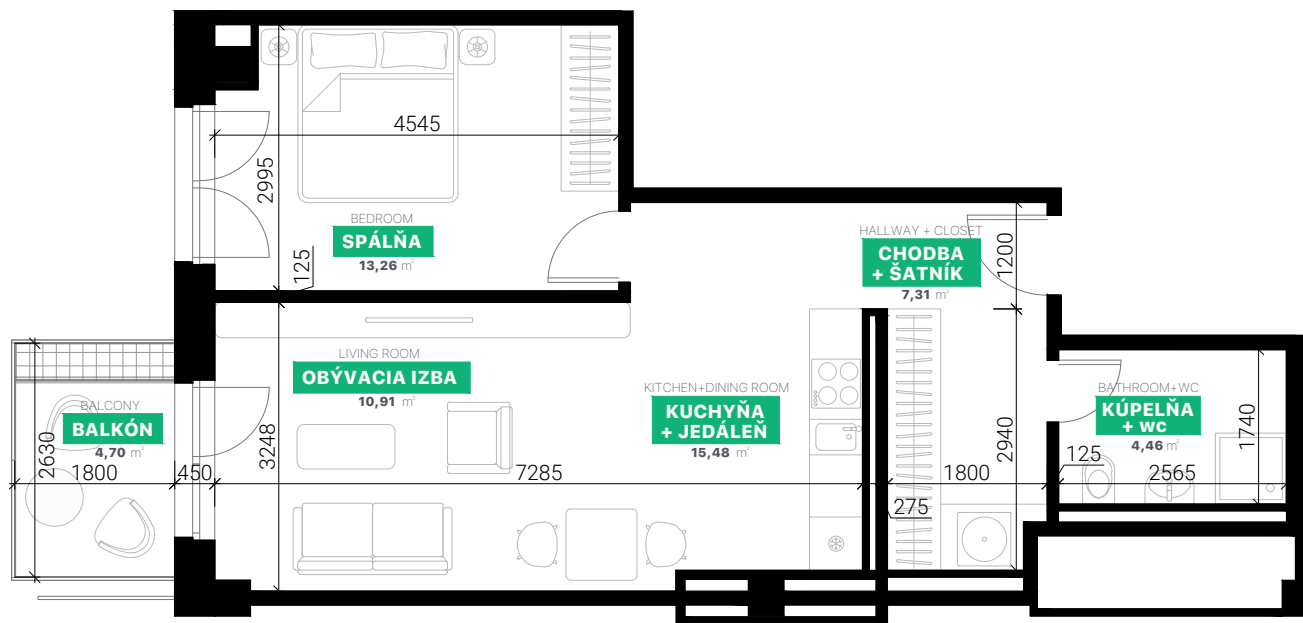 4545
2995
BEDROOM
SPÁLŇA
13,26 m²
125
HALLWAY + CLOSET
CHODBA
+ ŠATNÍK
7,31 m²
1200
LIVING ROOM
OBÝVACIA IZBA
10,91 m²
KITCHEN+DINING ROOM
KUCHYŇA
+ JEDÁLEŇ
15,48 m²
BALCONY
BALKÓN
4,70 m²
BATHROOM+WC
KÚPELŇA
+ WC
4,46 m²
2630
3248
2940
1740
1800
450
7285
275
1800
125
2565